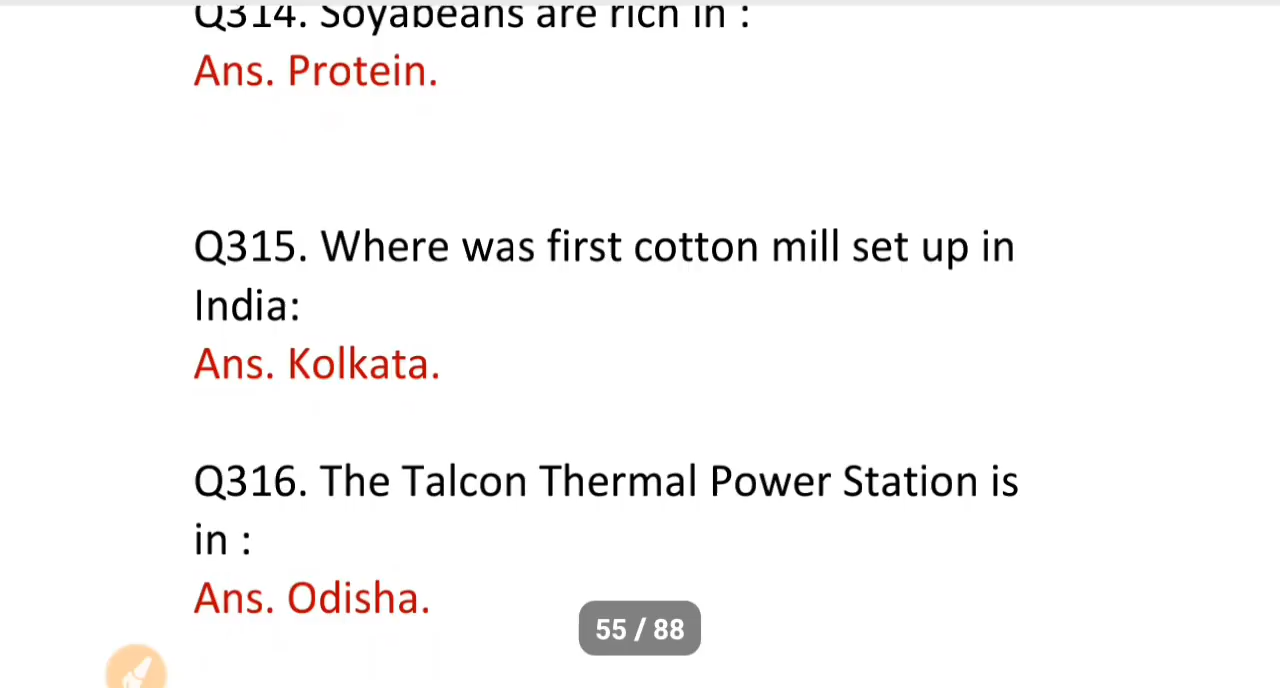 Q314. Soyabeans are rich in :
Ans. Protein.
Q315. Where was first cotton mill set up in
India:
Ans. Kolkata.
Q316. The Talcon Thermal Power Station is
in :
Ans. Odisha.
55 / 88